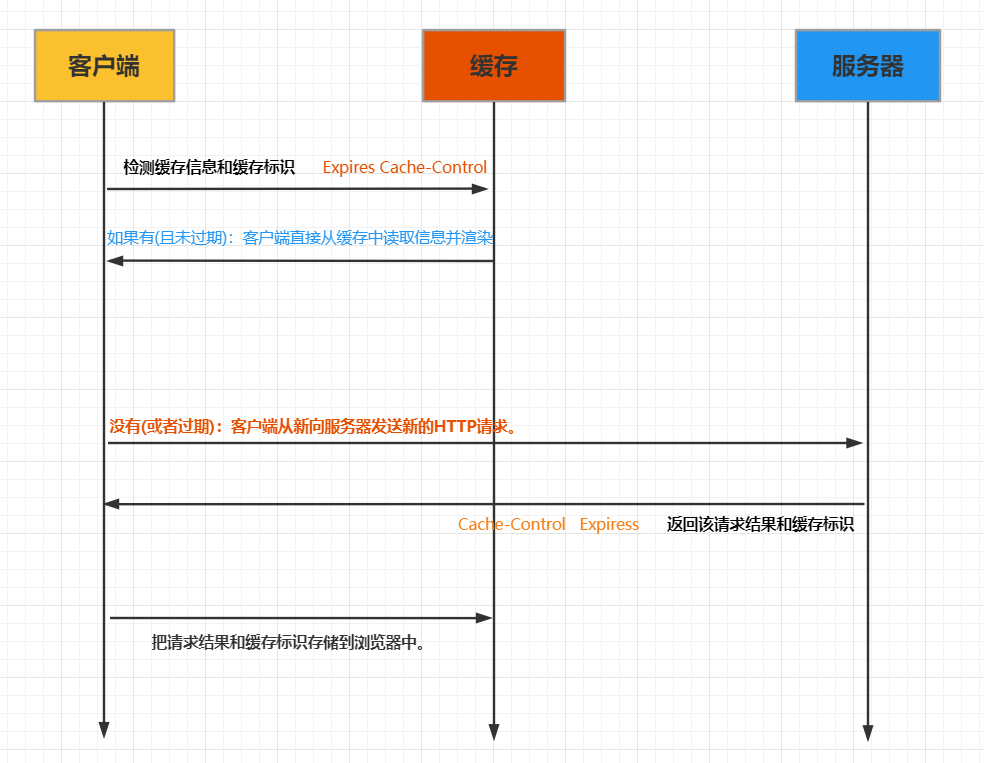 客户端
缓存
服务器
检测缓存信息和缓存标识 Expires Cache-Control
如果有(且未过期)：客户端直接从缓存中读取信息并渲染
没有(或者过期)：客户端从新向服务器发送新的HTTP请求。
Cache-Control Expiress 返回该请求结果和缓存标识
把请求结果和缓存标识存储到浏览器中。